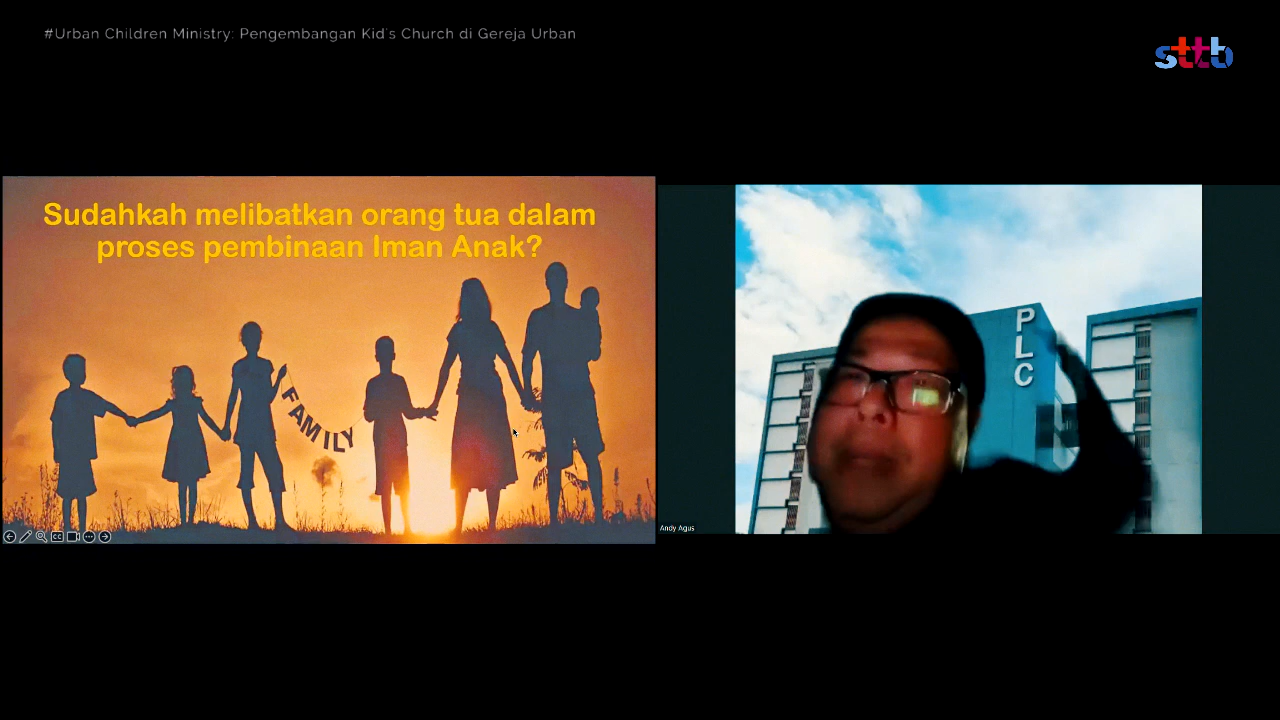 #Urban Children Ministry: Pengembangan Kid's Church di Gereja Urban
sttb
Sudahkah melibatkan orang tua dalam
proses pembinaan Iman Anak?
FAMILY
PLC
Andy Agus
CC